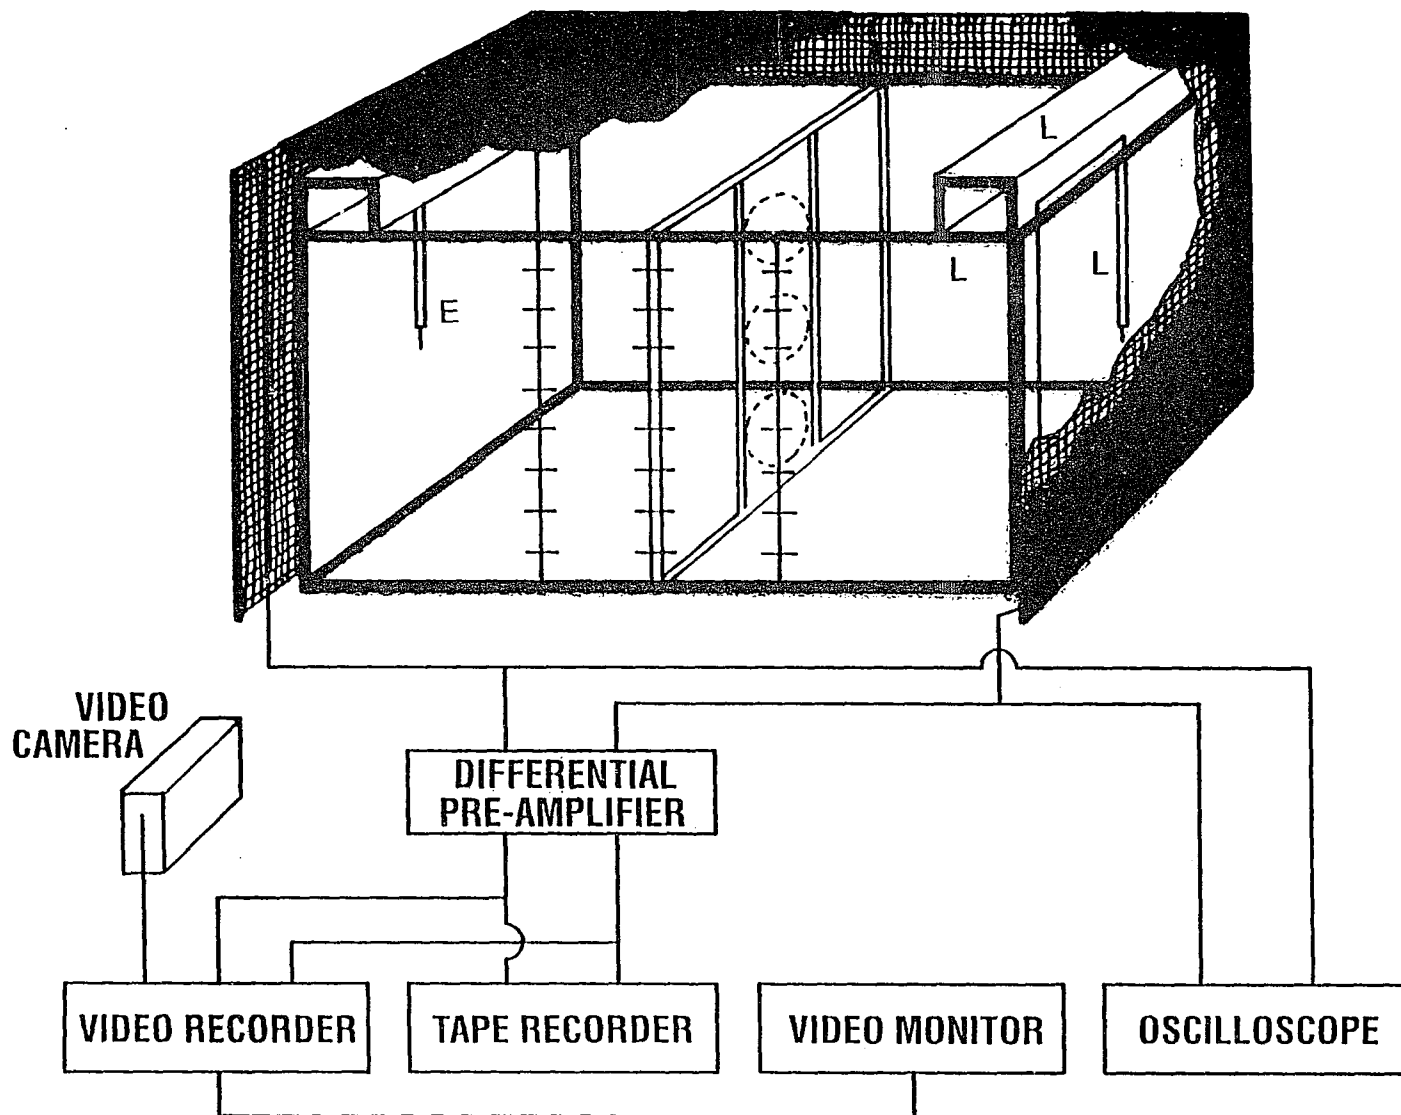 L
L
L
E
VIDEO
CAMERA
DIFFERENTIAL
PRE-AMPLIFIER
VIDEO RECORDER
TAPE RECORDER
VIDEO MONITOR
OSCILLOSCOPE